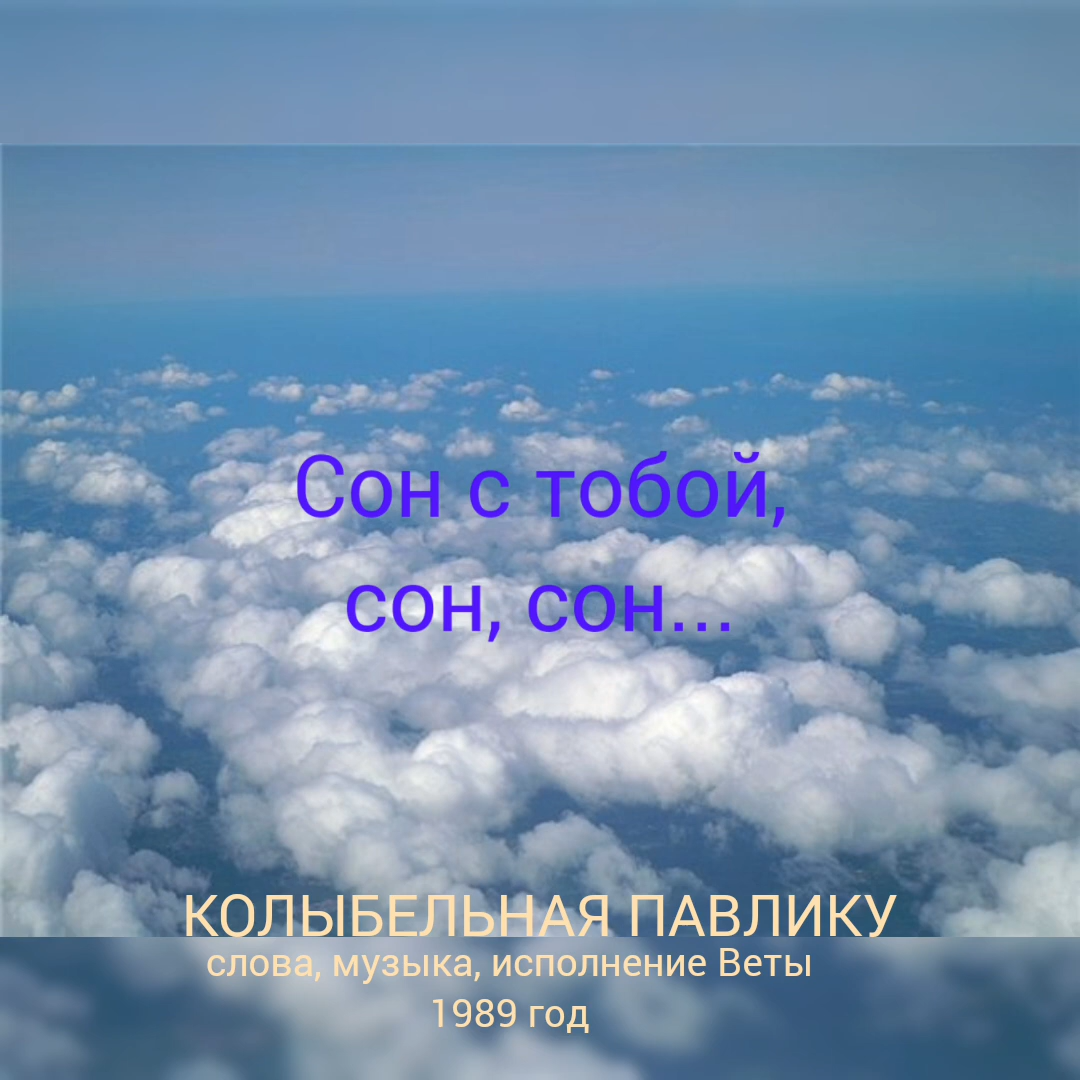 Сон с тобой,
сон, сон...
КОЛЫБЕЛЬНАЯ ПАВЛИКУ
слова, музыка, исполнение Веты
1989 год